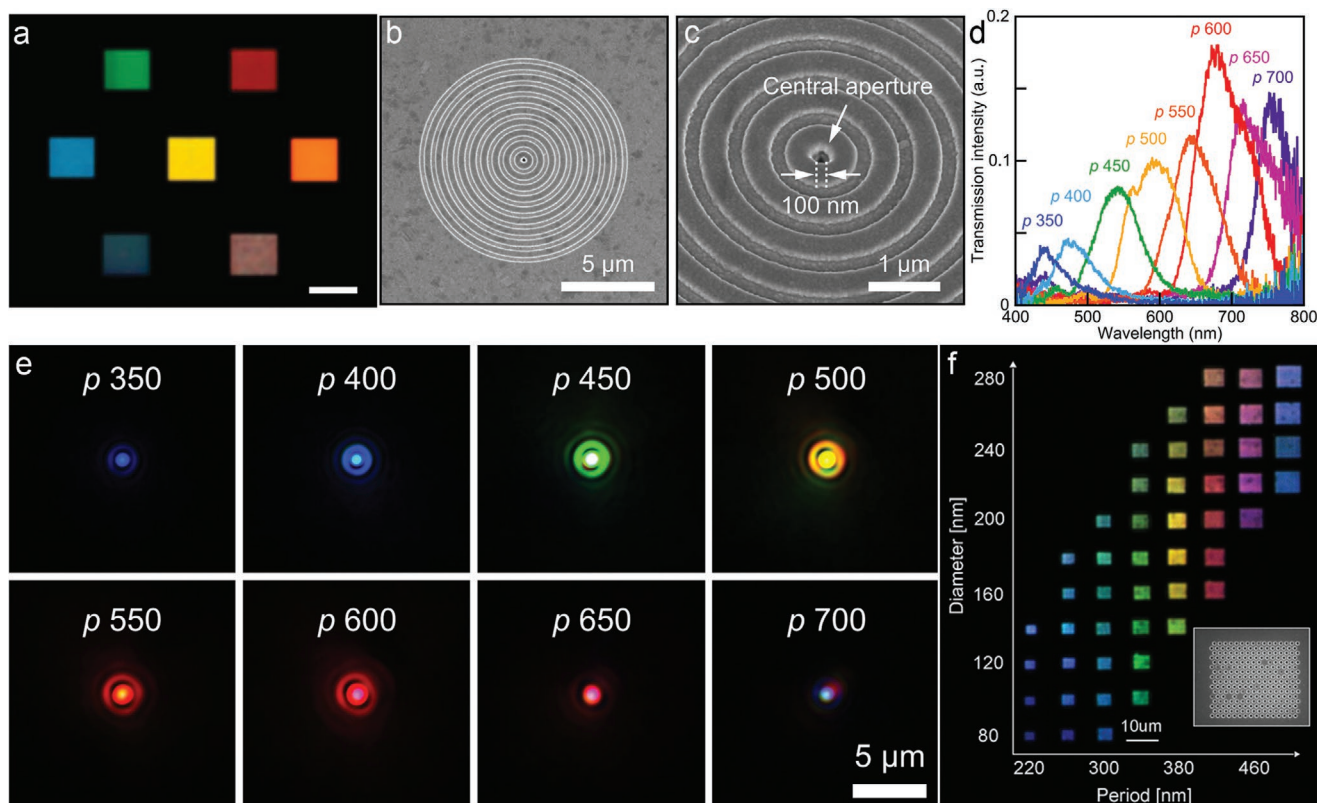 a
b
5 µm
c
Central aperture
100 nm
1 µm
d
Transmission intensity (a.u.)
0.2
0.1
0
p 350
p 400
p 450
p 500
p 550
p 600
p 650
p 700
400
500
600
700
800
Wavelength (nm)
e
p 350
p 400
p 450
p 500
p 550
p 600
p 650
p 700
5 µm
f
Diameter [nm]
280
240
200
160
120
80
10um
220
300
380
460
Period [nm]